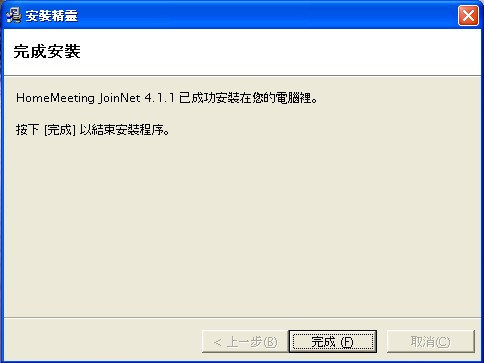 安裝精靈
完成安裝
HomeMeeting JoinNet 4.1.1 已成功安裝在您的電腦裡。
按下 [完成] 以結束安裝程序。
< 上一步(B) 完成 (F) 取消(C)